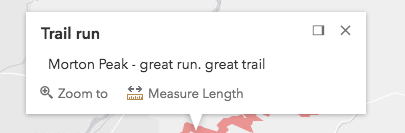 Trail run
Morton Peak - great run. great trail
Zoom to Measure Length